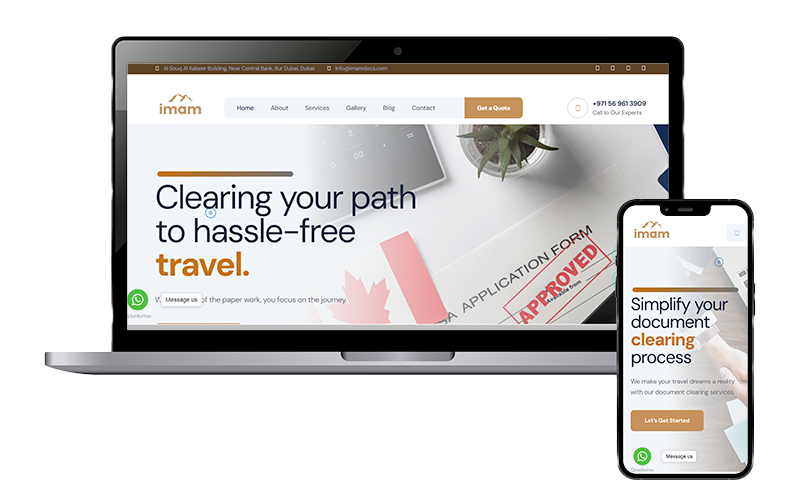 Al Souq Al Kabeer Building, Near Central Bank, Bur Dubai, Dubai
info@imamdocs.com
imam
Home
About
Services
Gallery
Blog
Contact
Get a Quote
+971 56 961 3909
Call to Our Experts
Clearing your path
to hassle-free
travel.
of the paper work, you focus on the journey.
Message us
APPLICATION FORM
APPROVED
Available from
imam
Simplify your
document
clearing
process
We make your travel dreams a reality
with our document clearing services.
Let's Get Started
Message us